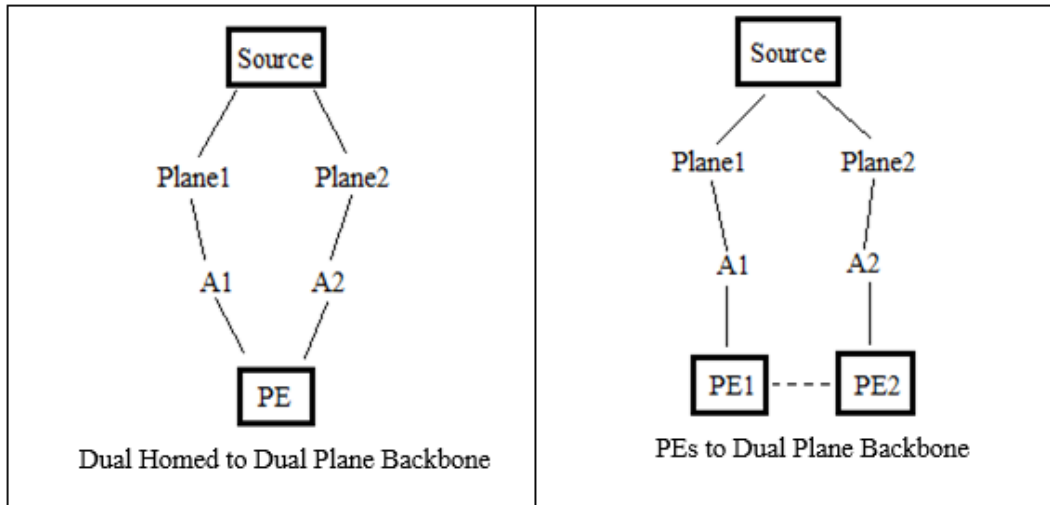 Source
Plane1 Plane2
A1 A2
PE
Dual Homed to Dual Plane Backbone
Source
Plane1 Plane2
A1 A2
PE1 PE2
PEs to Dual Plane Backbone